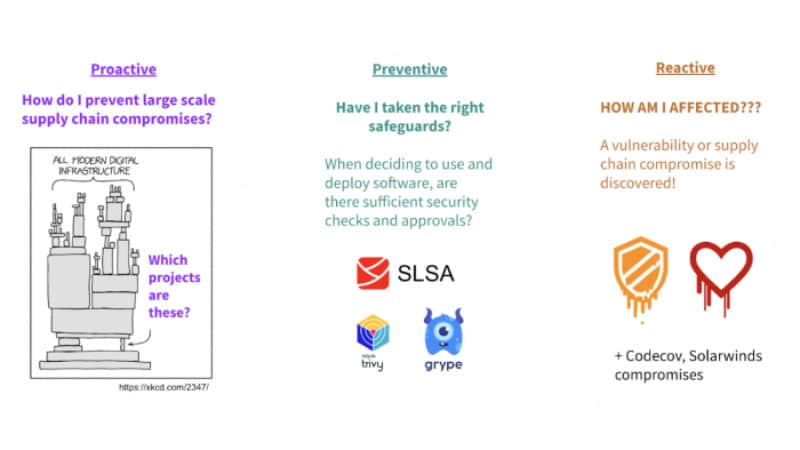 Proactive
How do I prevent large scale
supply chain compromises?
ALL MODERN DIGITAL
INFRASTRUCTURE
Which
projects
are
these?
https://xkcd.com/2347/
Preventive
Have I taken the right
safeguards?
When deciding to use and
deploy software, are
there sufficient security
checks and approvals?
SLSA
trivy
grype
Reactive
HOW AM I AFFECTED???
A vulnerability or supply
chain compromise is
discovered!
+ Codecov, Solarwinds
compromises